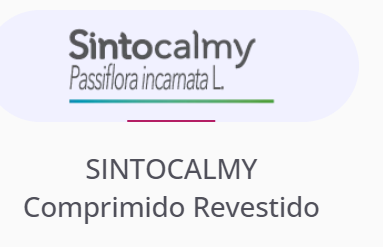 Sintocalmy
Passiflora incarnata L.
SINTOCALMY
Comprimido Revestido